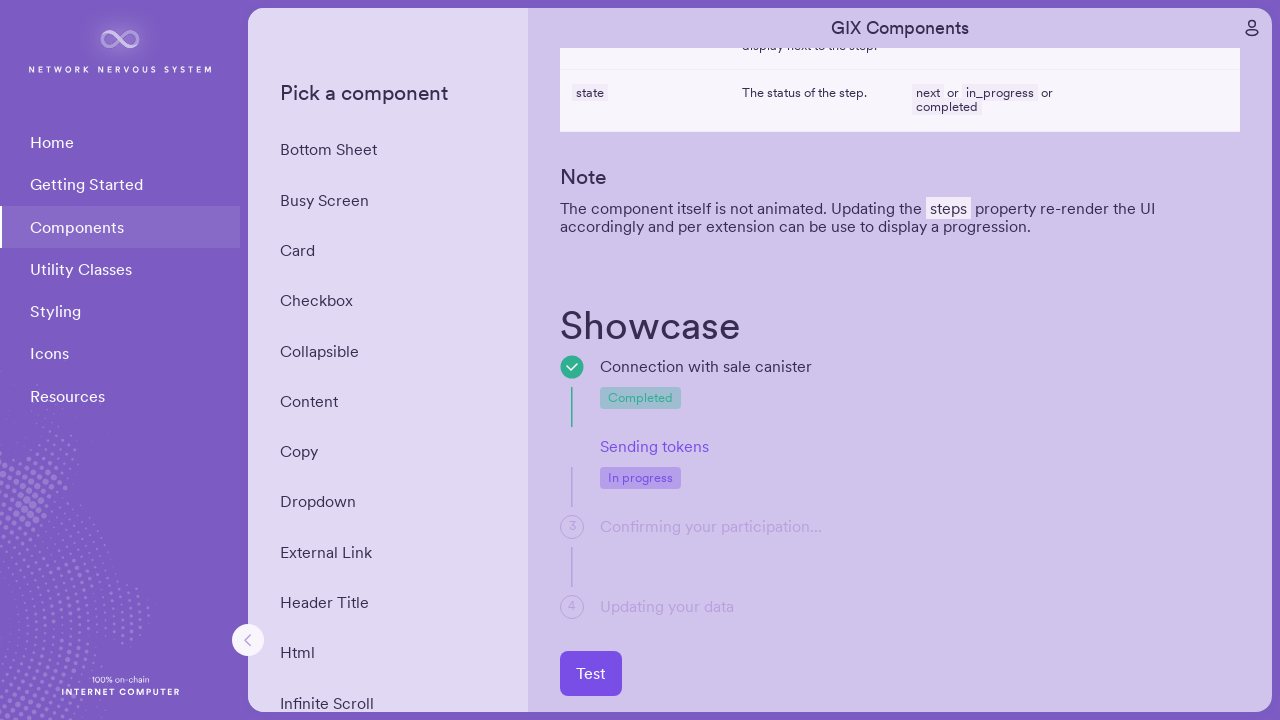 NETWORK NERVOUS SYSTEM
Home
Getting Started
Components
Utility Classes
Styling
Icons
Resources
100% on-chain
INTERNET COMPUTER
Pick a component
Bottom Sheet
Busy Screen
Card
Checkbox
Collapsible
Content
Copy
Dropdown
External Link
Header Title
Html
Infinite Scroll
GIX Components
display next to the step.
state The status of the step. next or in_progress or
completed
Note
The component itself is not animated. Updating the steps property re-render the UI
accordingly and per extension can be use to display a progression.
Showcase
Connection with sale canister
Completed
Sending tokens
In progress
3 Confirming your participation...
4 Updating your data
Test